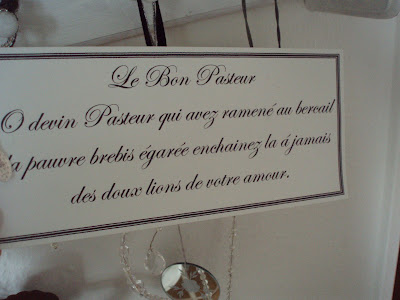 Le Bon Pasteur
O devin Pasteur qui avez ramené au bercail
la pauvre brebis égarée enchainez la á jamais
des doux lions de votre amour.